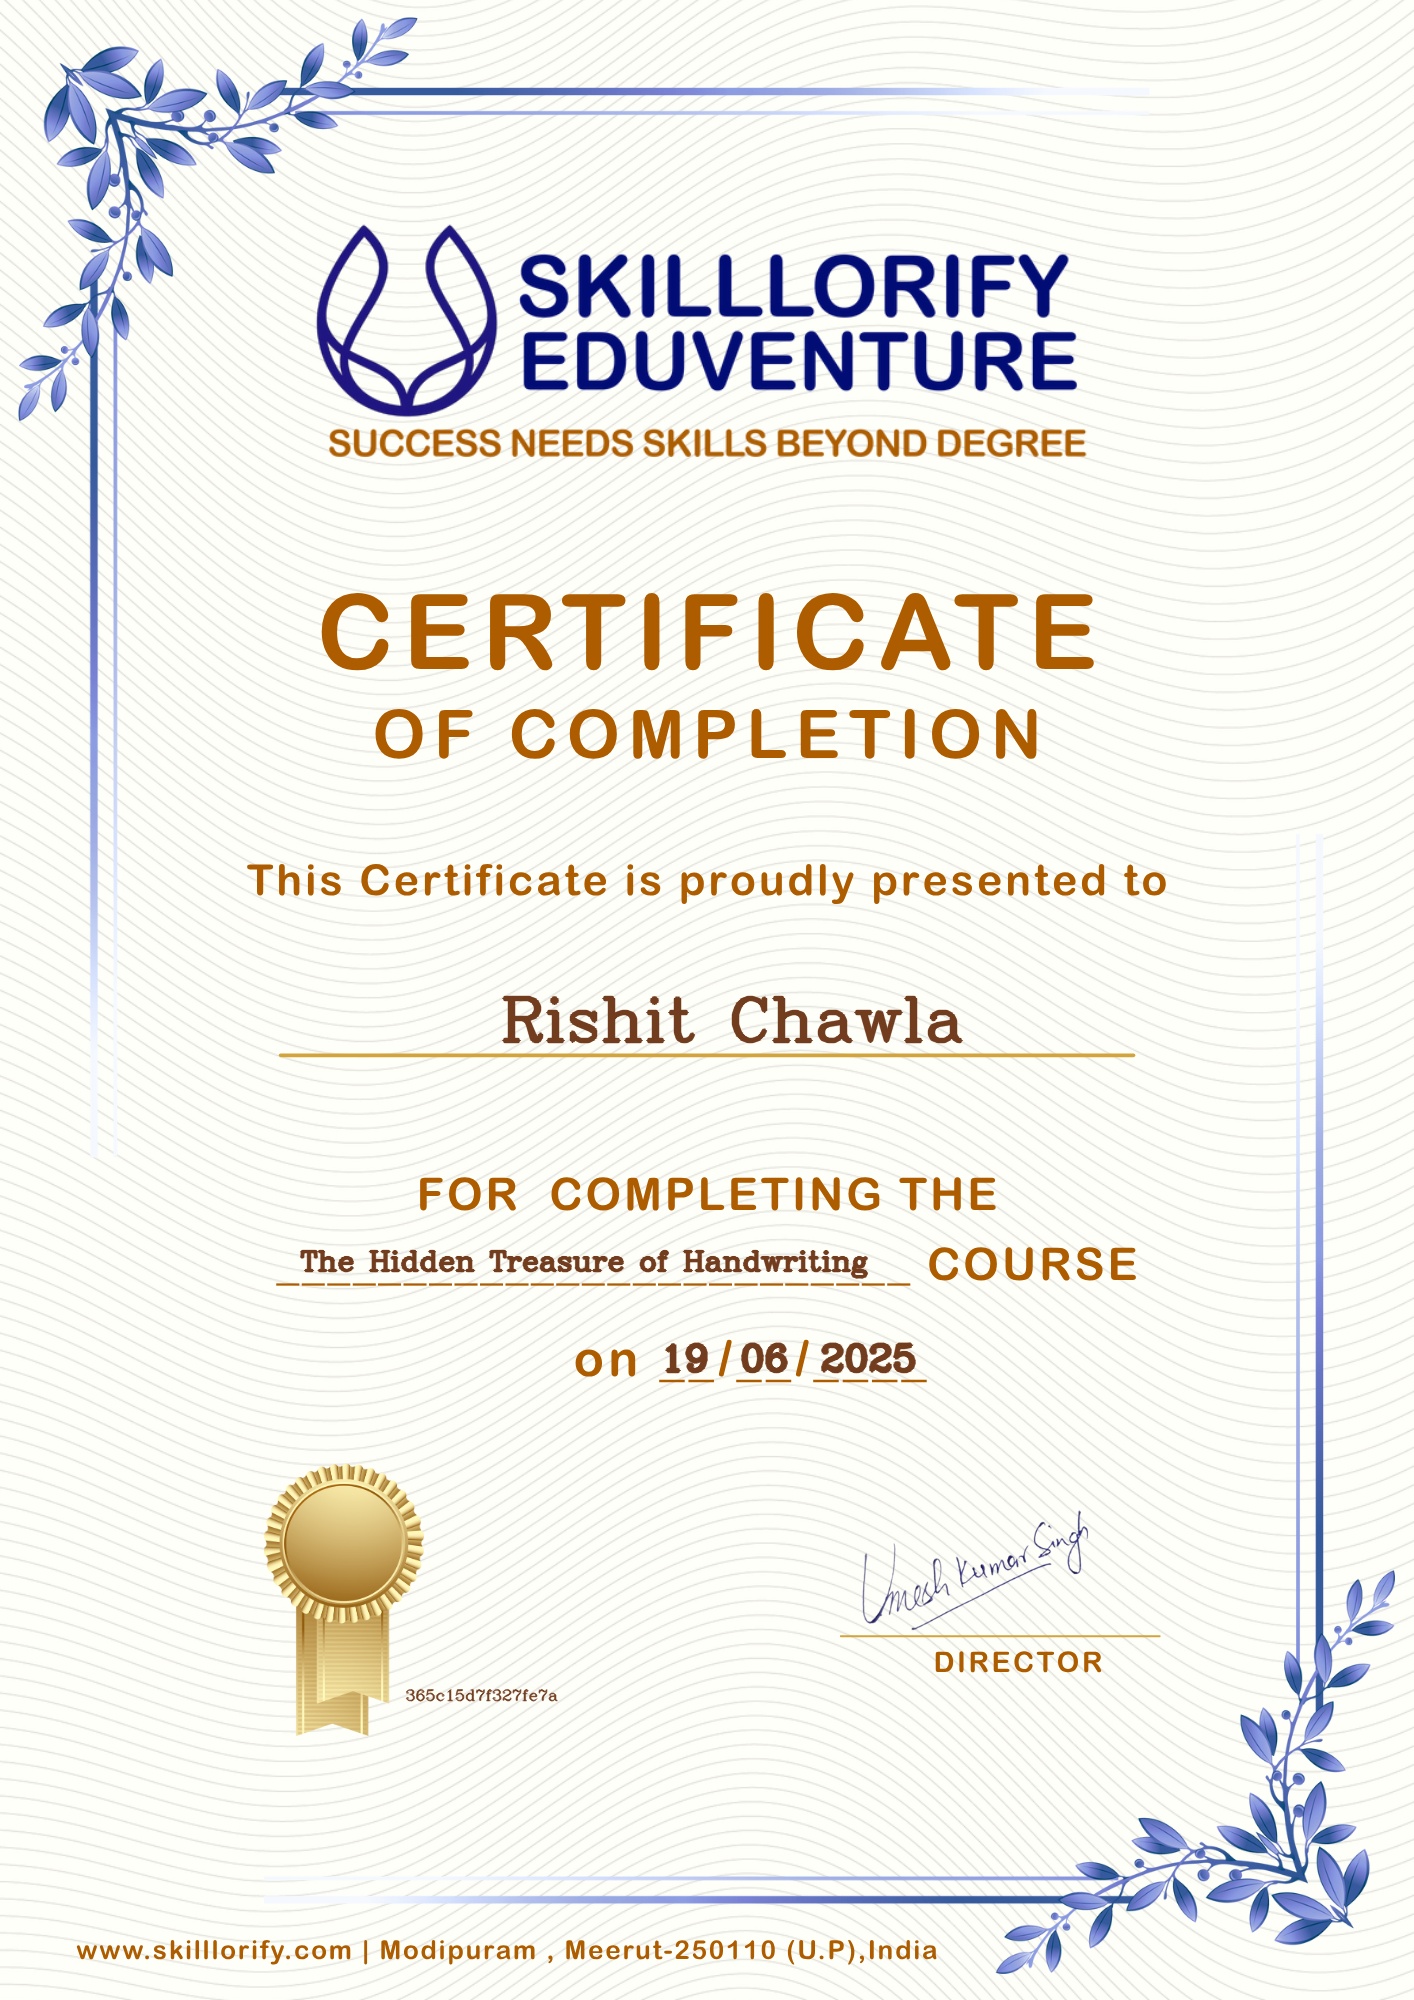 SKILLLORIFY
EDUVENTURE
SUCCESS NEEDS SKILLS BEYOND DEGREE
CERTIFICATE
OF COMPLETION
This Certificate is proudly presented to
Rishit Chawla
FOR COMPLETING THE
The Hidden Treasure of Handwriting COURSE
on 19/06/2025
Umesh Kumar Singh
DIRECTOR
365c15d7f327fe7a
www.skilllorify.com | Modipuram , Meerut-250110 (U.P),India